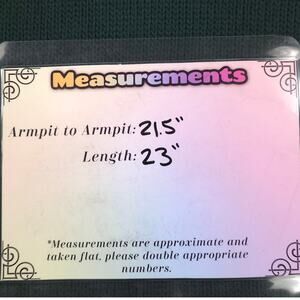 Measurements
Armpit to Armpit: 21.5"
Length: 23"
*Measurements are approximate and
taken flat, please double appropriate
numbers.